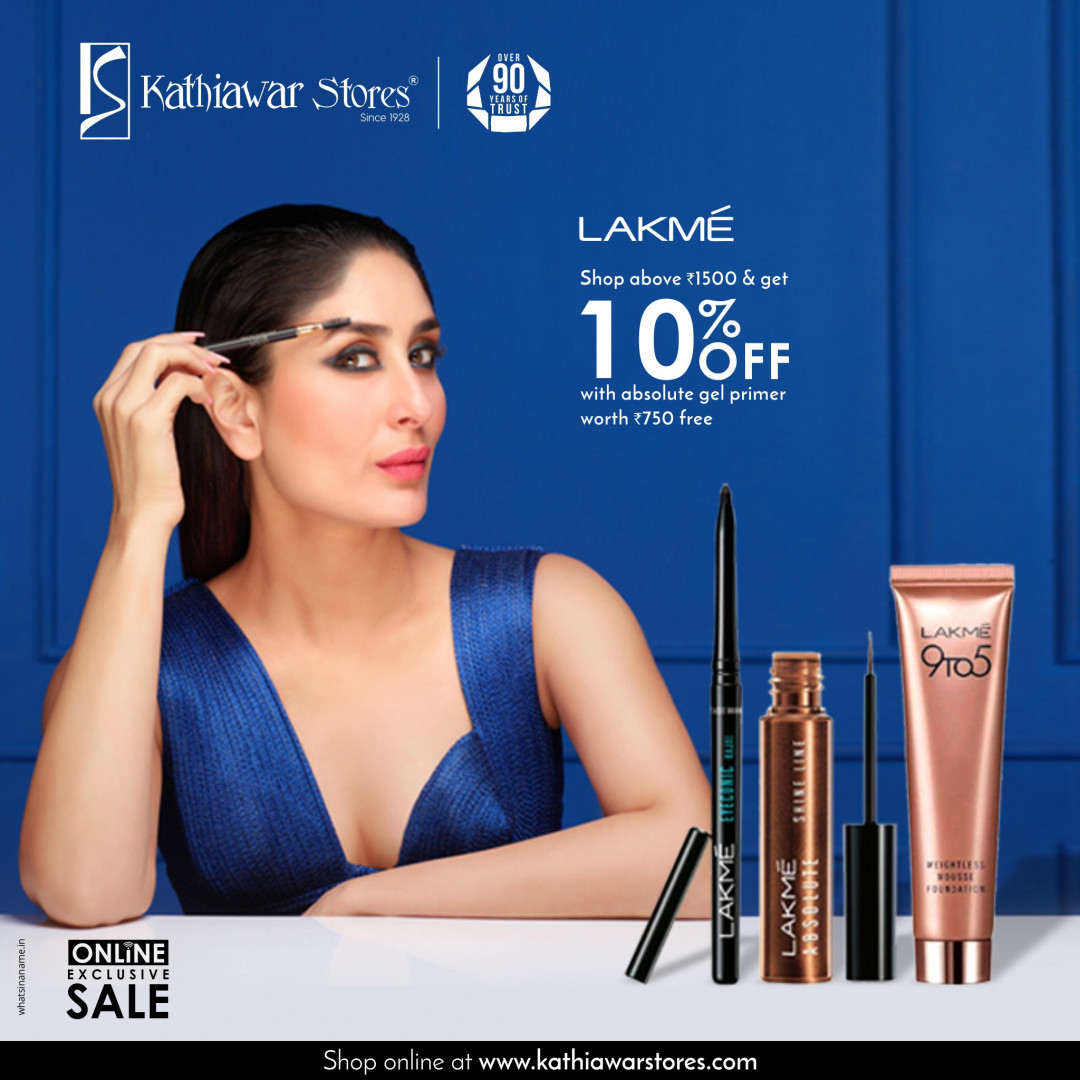 Kathiawar Stores®
Since 1928
OVER
90
YEARS OF
TRUST
LAKMÉ
Shop above ₹1500 & get
10% OFF
with absolute gel primer
worth ₹750 free
EYECONIC KAJAL
LAKMÉ
SHINE LINE
LAKMÉ
ABSOLUTE
LAKMÉ
9TO5
WEIGHTLESS
MOUSSE
FOUNDATION
whatsinaname.in
ONLINE
EXCLUSIVE
SALE
Shop online at www.kathiawarstores.com